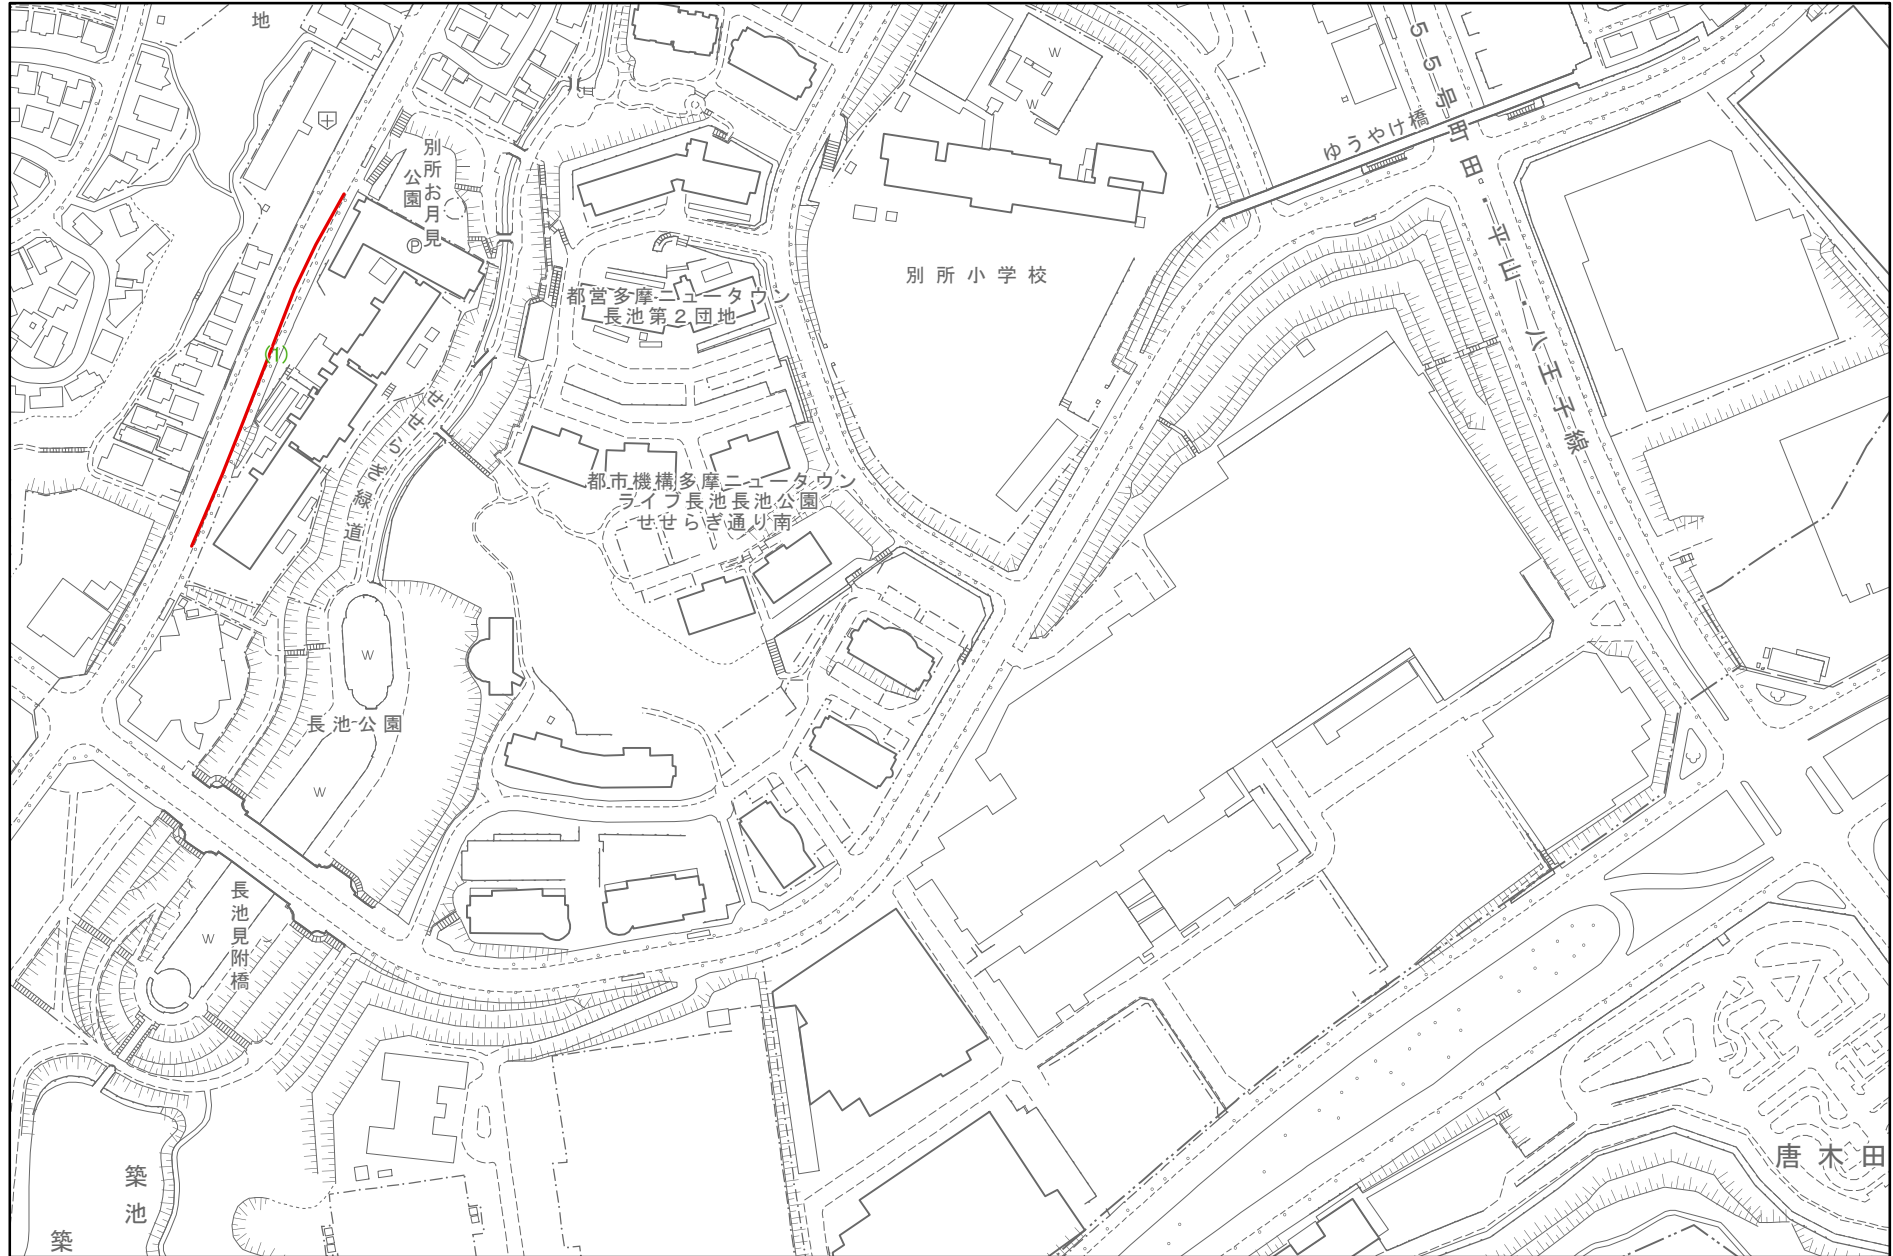 地
55号町田・平山・八王子線
ゆうやけ橋
別所お月見
公園
P
W
W
別所小学校
都営多摩ニュータウン
長池第2団地
(1)
せせらぎ緑道
都市機構多摩ニュータウン
ライブ長池長池公園
せせらぎ通り南
W
長池公園
W
長池見附橋
W
唐木田
築池
築